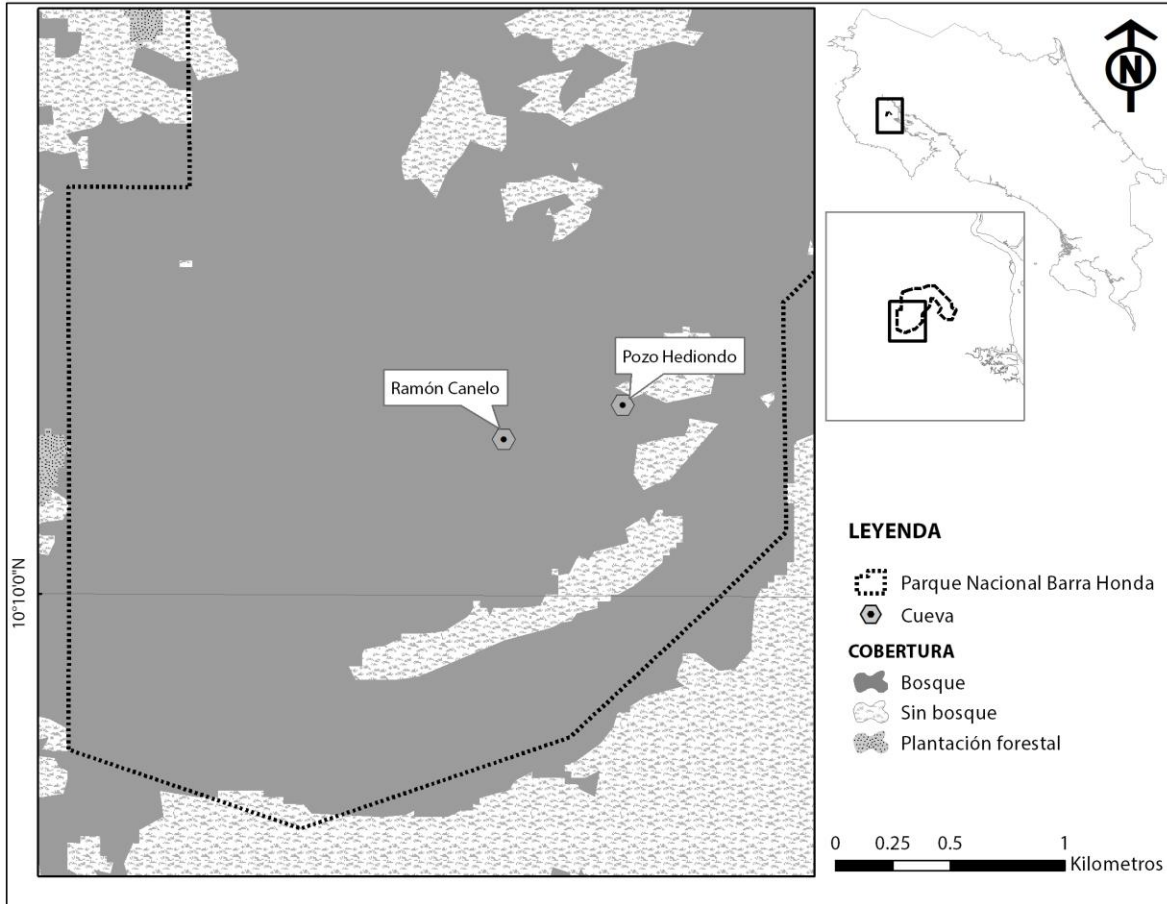 N
Pozo Hediondo
Ramón Canelo
10°10'0"N
LEYENDA
Parque Nacional Barra Honda
Cueva
COBERTURA
Bosque
Sin bosque
Plantación forestal
0 0.25 0.5 1
Kilometros